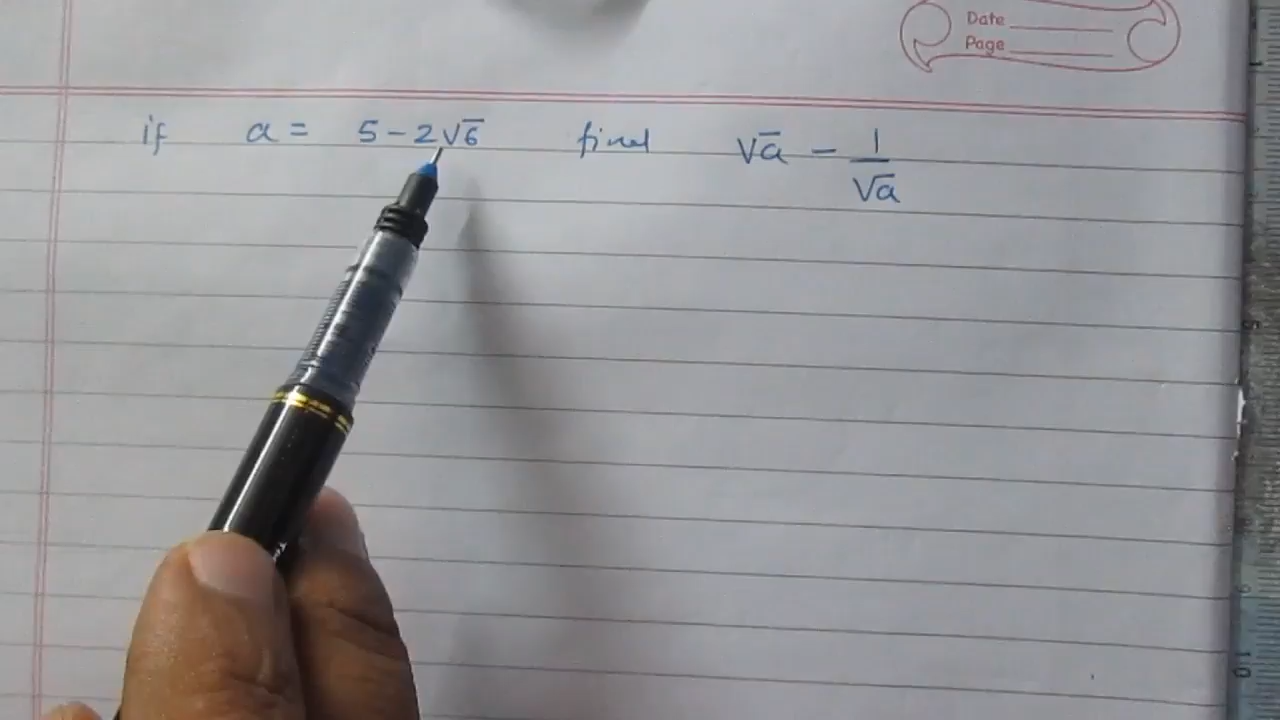 Date
Page
if a = 5 - 2√6 find √a - 1/√a